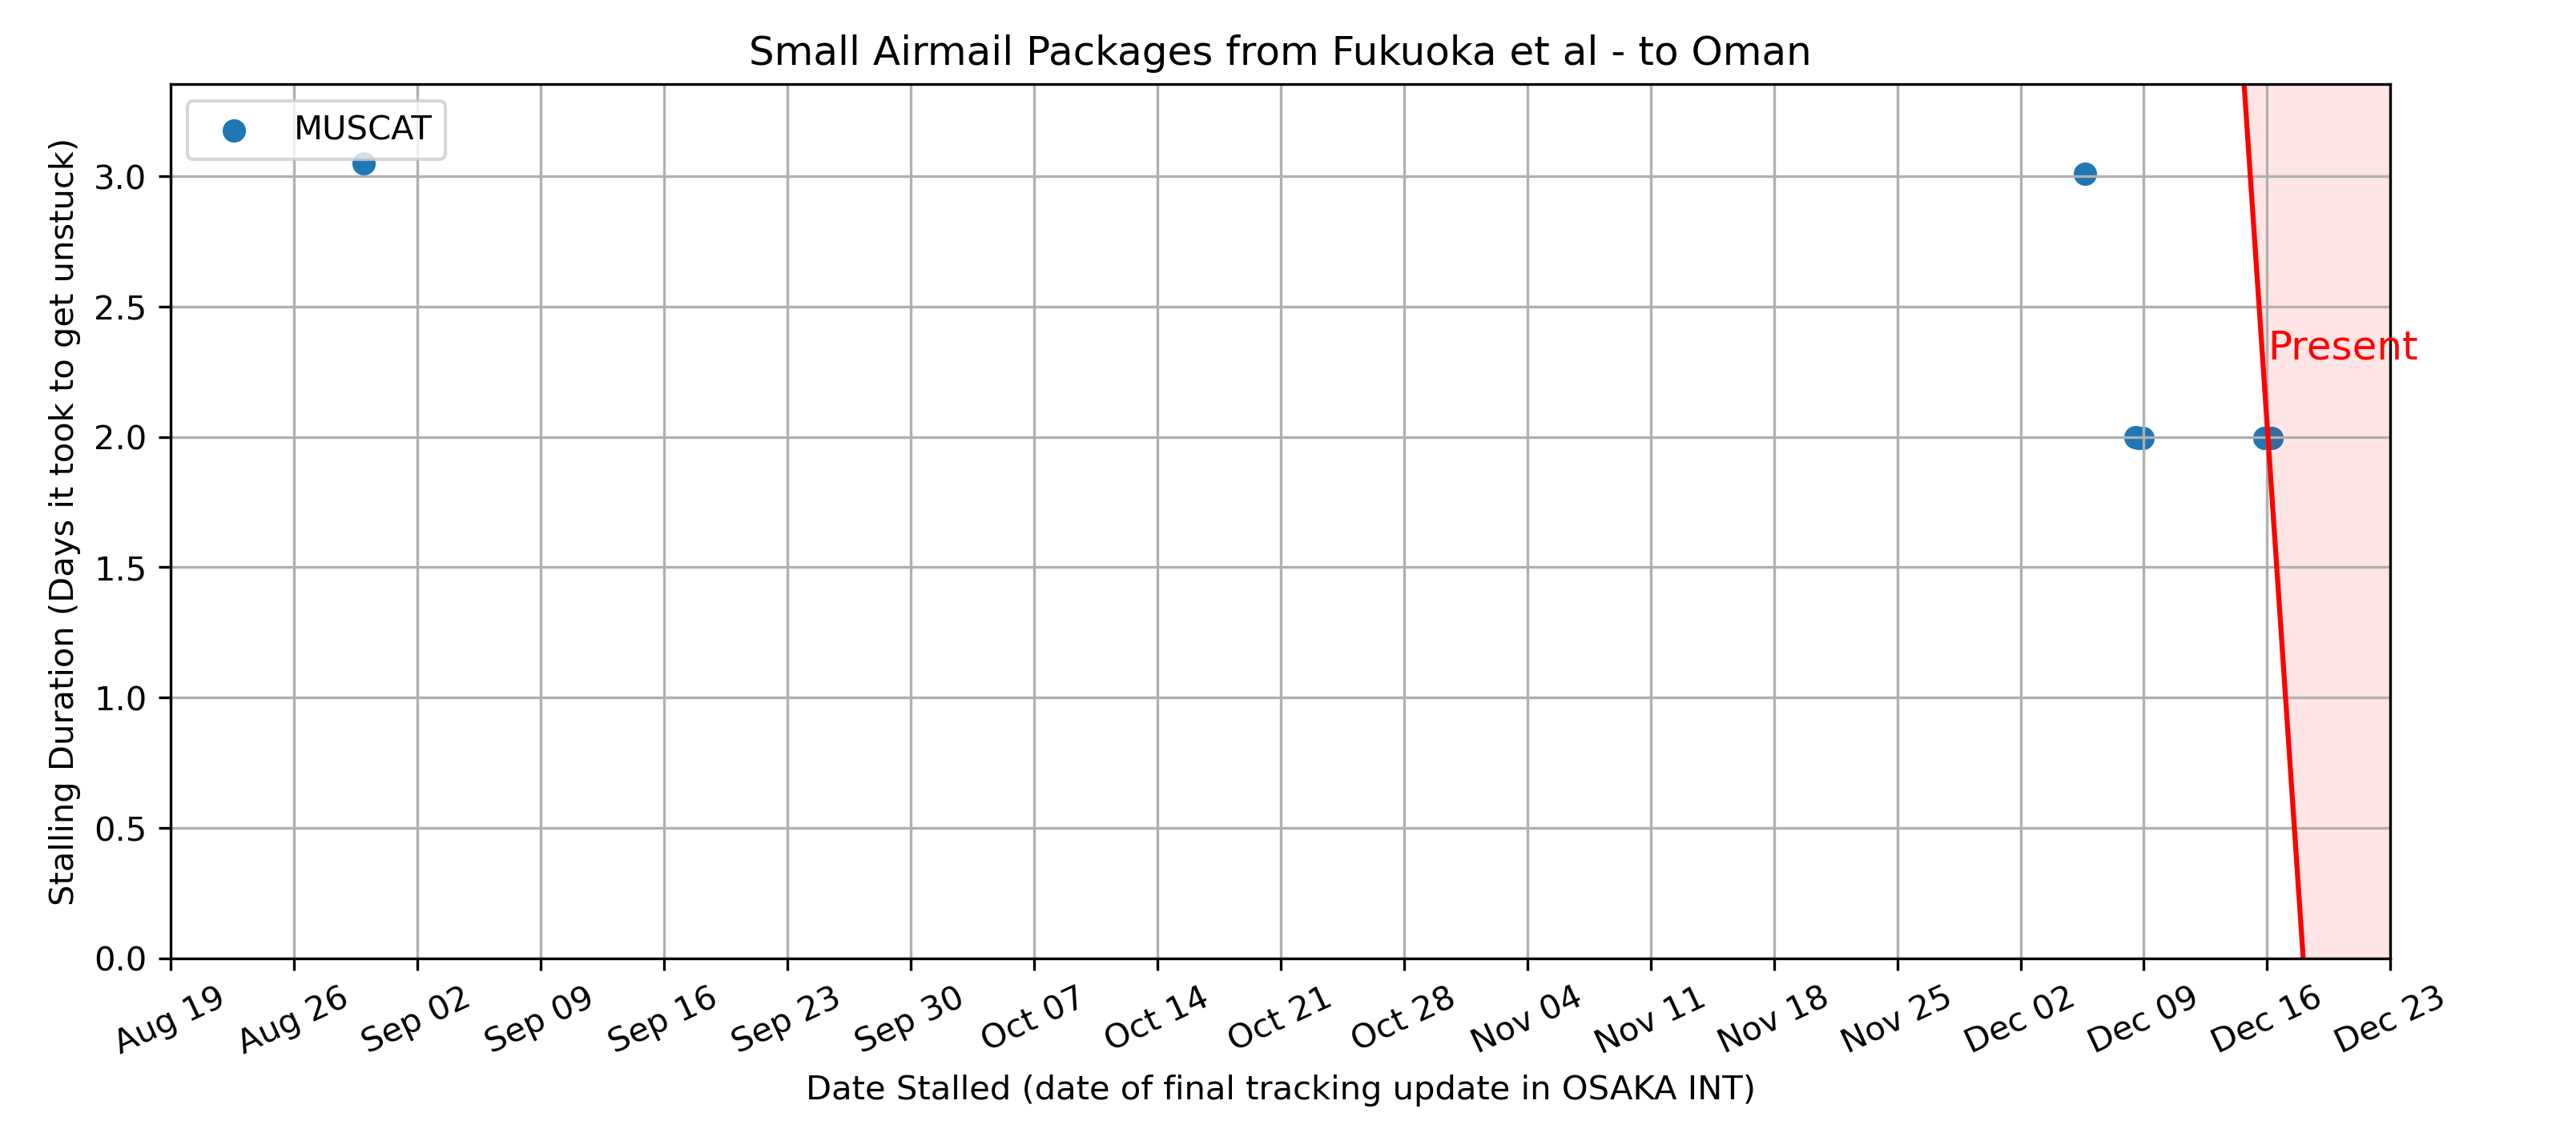 Small Airmail Packages from Fukuoka et al - to Oman
MUSCAT
Stalling Duration (Days it took to get unstuck)
3.0
2.5
2.0
1.5
1.0
0.5
0.0
Present
Aug 19
Aug 26
Sep 02
Sep 09
Sep 16
Sep 23
Sep 30
Oct 07
Oct 14
Oct 21
Oct 28
Nov 04
Nov 11
Nov 18
Nov 25
Dec 02
Dec 09
Dec 16
Dec 23
Date Stalled (date of final tracking update in OSAKA INT)